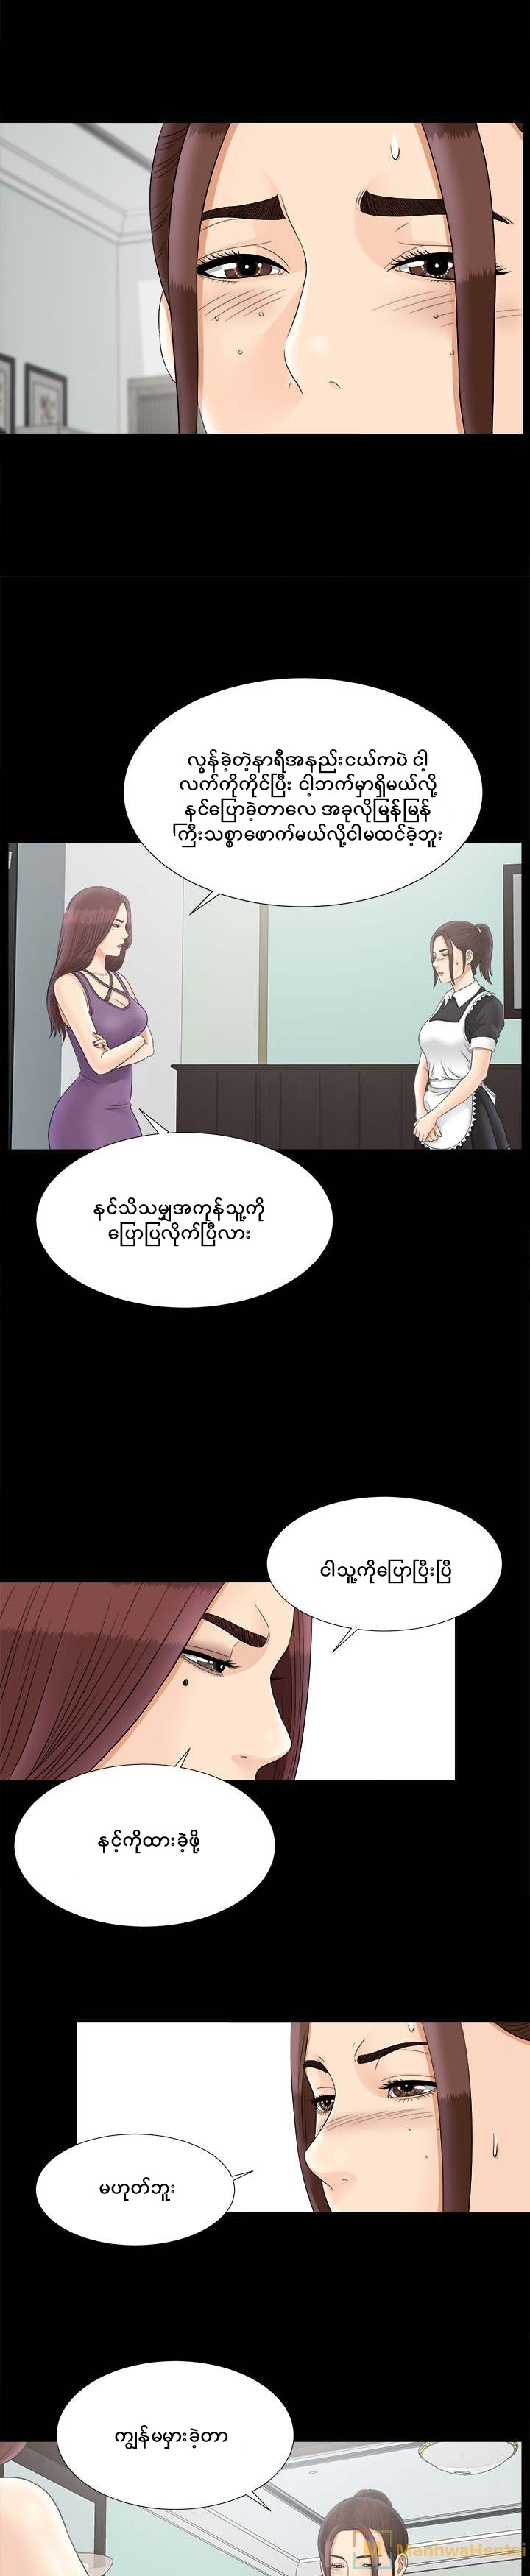 လွန်ခဲ့တဲ့နာရီအနည်းငယ်ကပဲ ငါ့
လက်ကိုကိုင်ပြီး ငါ့ဘက်မှာရှိမယ်လို့
နင်ပြောခဲ့တာလေ အခုလိုမြန်မြန်
ကြီးသစ္စာဖောက်မယ်လို့ငါမထင်ခဲ့ဘူး
နင်သိသမျှအကုန်သူ့ကို
ပြောပြလိုက်ပြီလား
ငါသူ့ကိုပြောပြီးပြီ
နင့်ကိုထားခဲ့ဖို့
မဟုတ်ဘူး
ကျွန်မမှားခဲ့တာ
ManhwaHentai